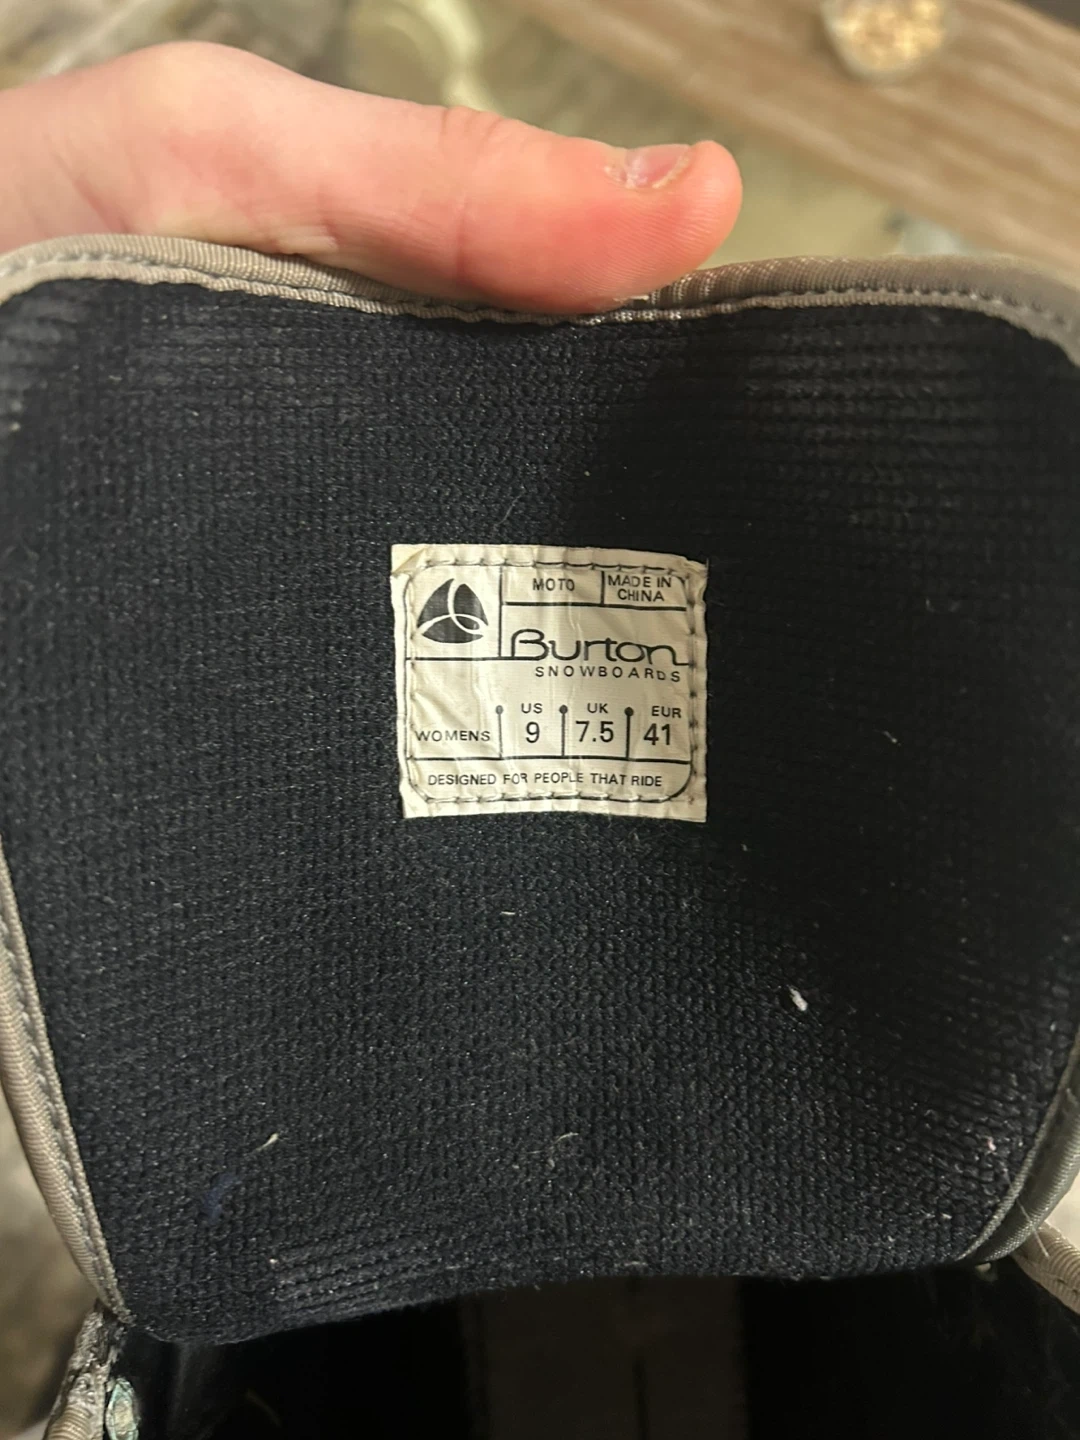 MOTO
MADE IN
CHINA
Burton
SNOWBOARDS
US UK EUR
WOMENS 9 7.5 41
DESIGNED FOR PEOPLE THAT RIDE